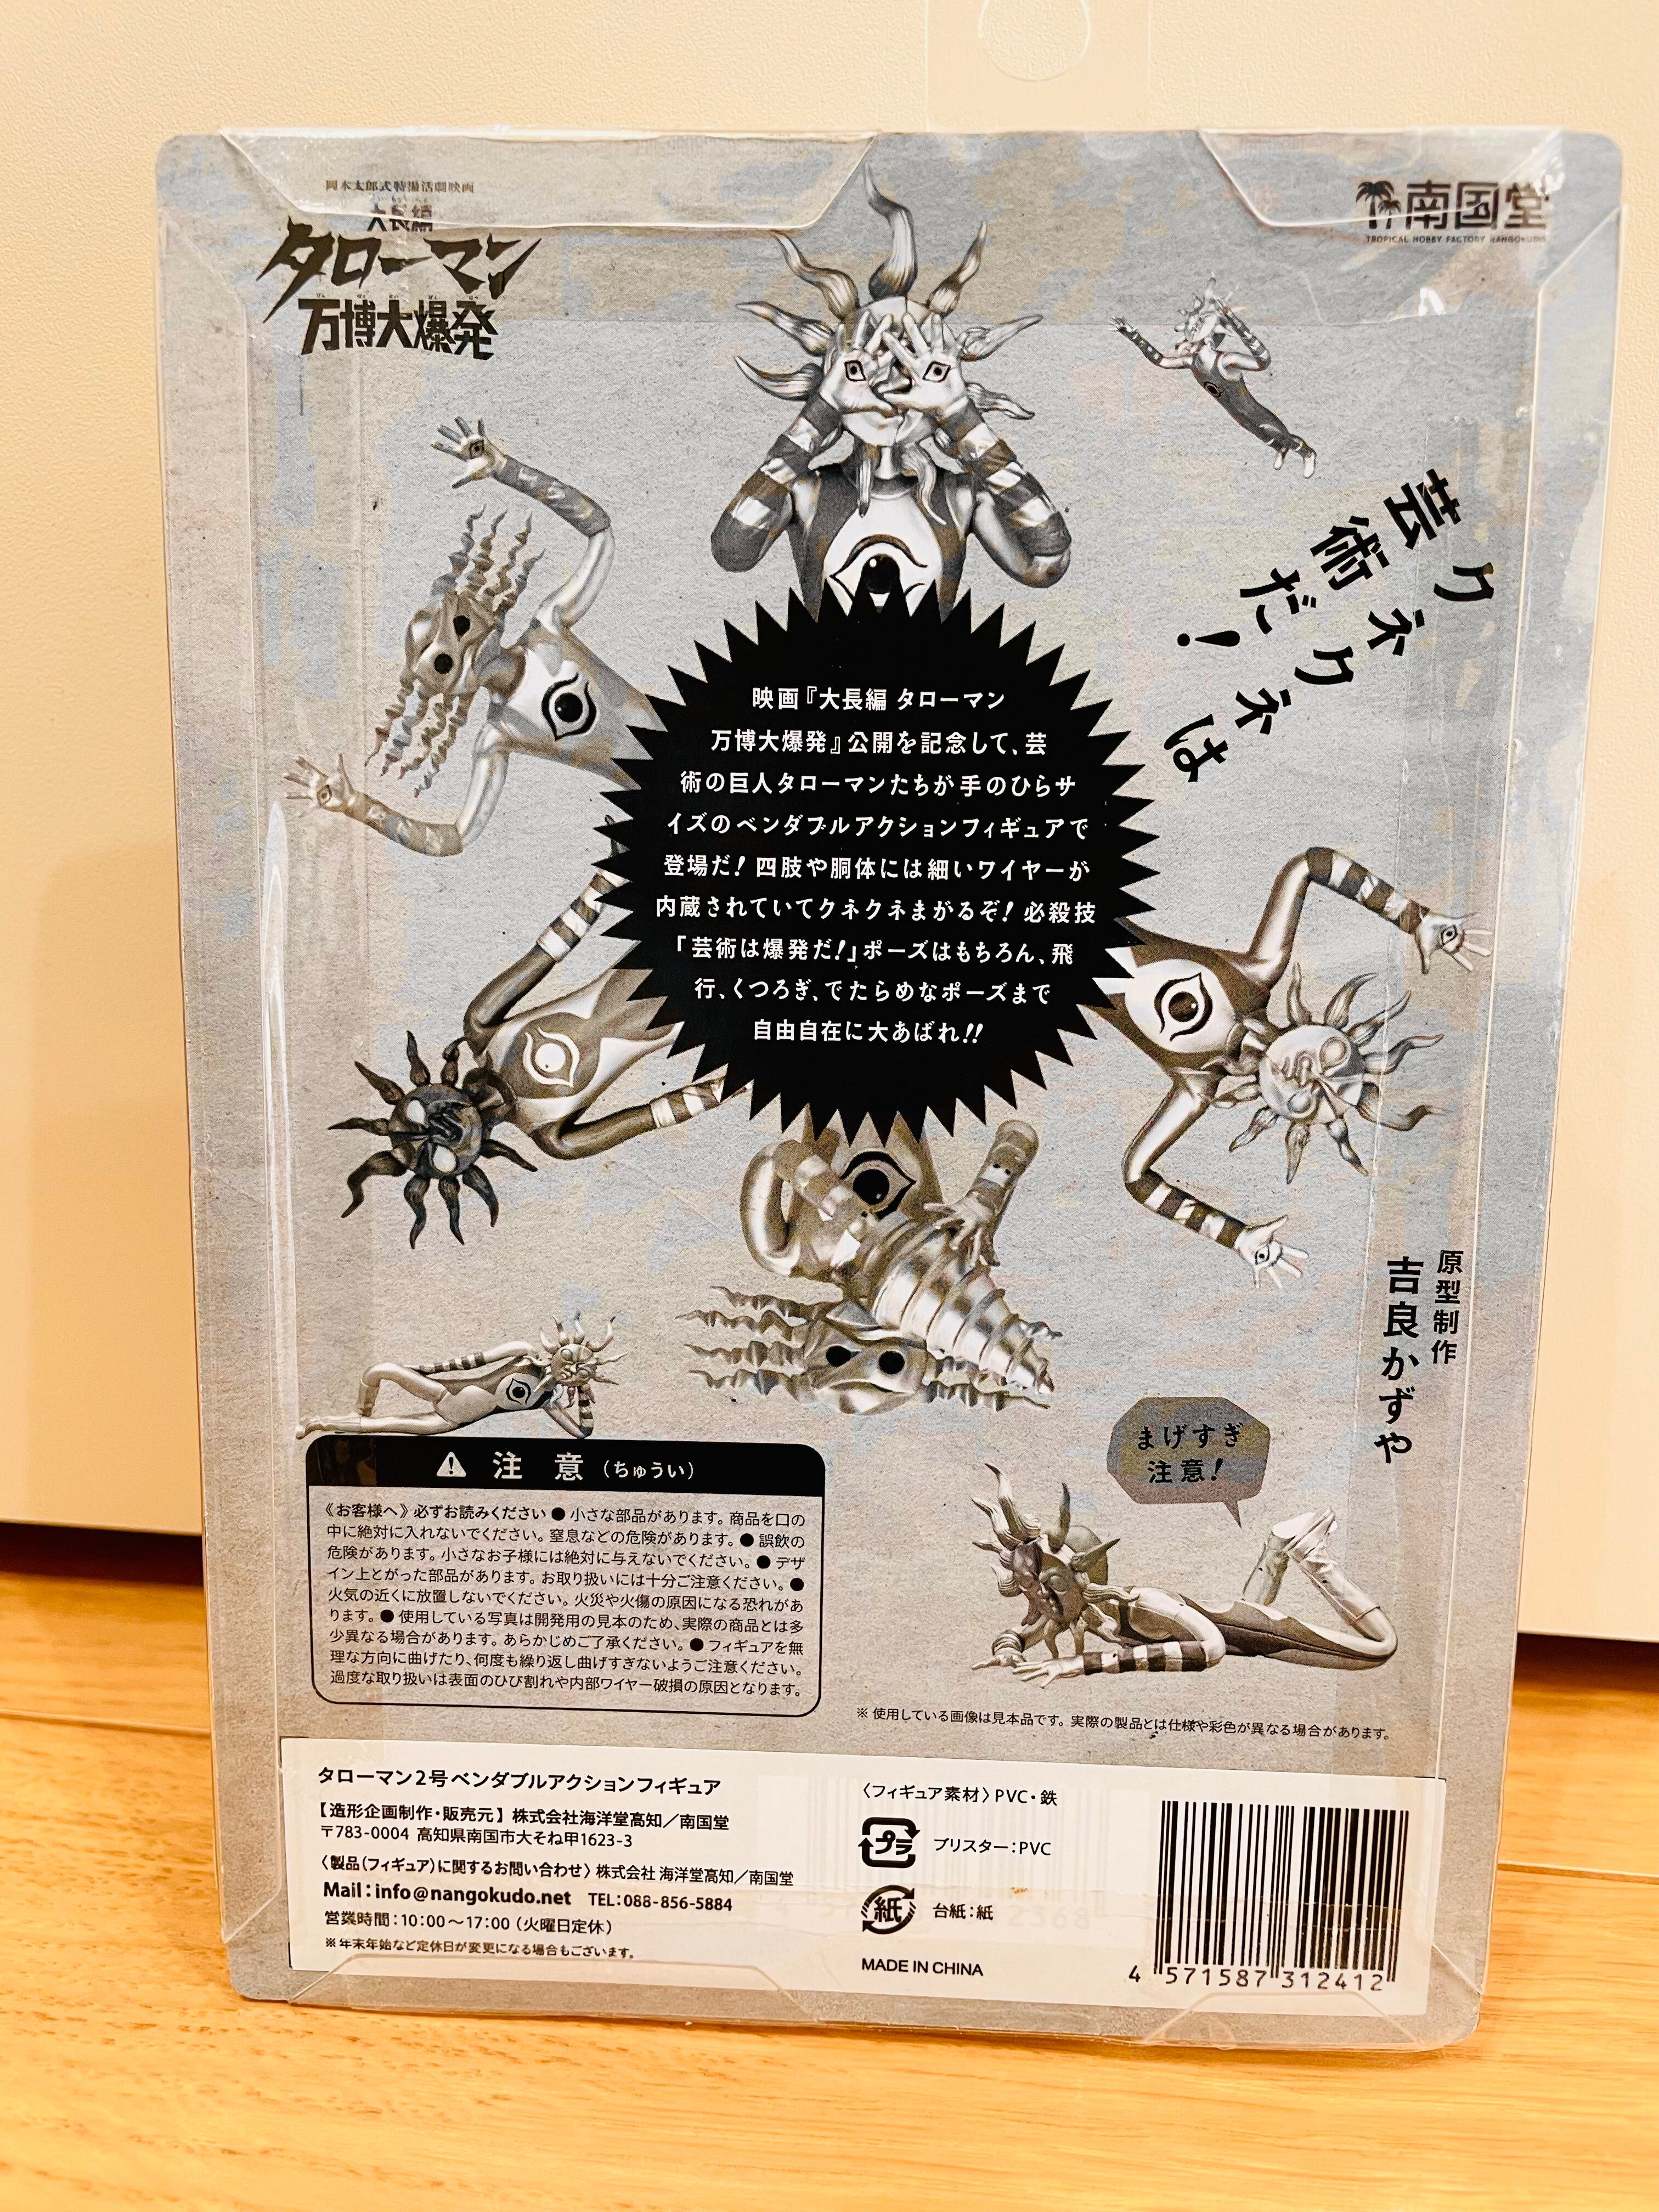 岡本太郎式特撮活劇映画
大長編
タローマン
万博大爆発
南国堂
TROPICAL HOBBY FACTORY NANGOKUDO
クネクネは
芸術だ!
映画『大長編 タローマン
万博大爆発』公開を記念して、芸
術の巨人タローマンたちが手のひらサ
イズのベンダブルアクションフィギュアで
登場だ! 四肢や胴体には細いワイヤーが
内蔵されていてクネクネまがるぞ! 必殺技
「芸術は爆発だ!」ポーズはもちろん、飛
行、くつろぎ、でたらめなポーズまで
自由自在に大あばれ!!
原型制作
吉良かずや
まげすぎ
注意!
注 意(ちゅうい)
《お客様へ》必ずお読みください ● 小さな部品があります。商品を口の
中に絶対に入れないでください。窒息などの危険があります。● 誤飲の
危険があります。小さなお子様には絶対に与えないでください。● デザ
イン上とがった部品があります。お取り扱いには十分ご注意ください。●
火気の近くに放置しないでください。火災や火傷の原因になる恐れがあ
ります。● 使用している写真は開発用の見本のため、実際の商品とは多
少異なる場合があります。あらかじめご了承ください。● フィギュアを無
理な方向に曲げたり、何度も繰り返し曲げすぎないようご注意ください。
過度な取り扱いは表面のひび割れや内部ワイヤー破損の原因となります。
※ 使用している画像は見本品です。実際の製品とは仕様や彩色が異なる場合があります。
タローマン2号 ベンダブルアクションフィギュア
【造形企画制作・販売元】株式会社海洋堂高知／南国堂
〒783-0004 高知県南国市大そね甲1623-3
〈製品(フィギュア)に関するお問い合わせ〉株式会社 海洋堂高知／南国堂
Mail：info@nangokudo.net TEL：088-856-5884
営業時間：10：00〜17：00（火曜日定休）
※年末年始など定休日が変更になる場合もございます。
〈フィギュア素材〉PVC・鉄
プラ ブリスター：PVC
紙 台紙：紙
MADE IN CHINA
4 571587 312412